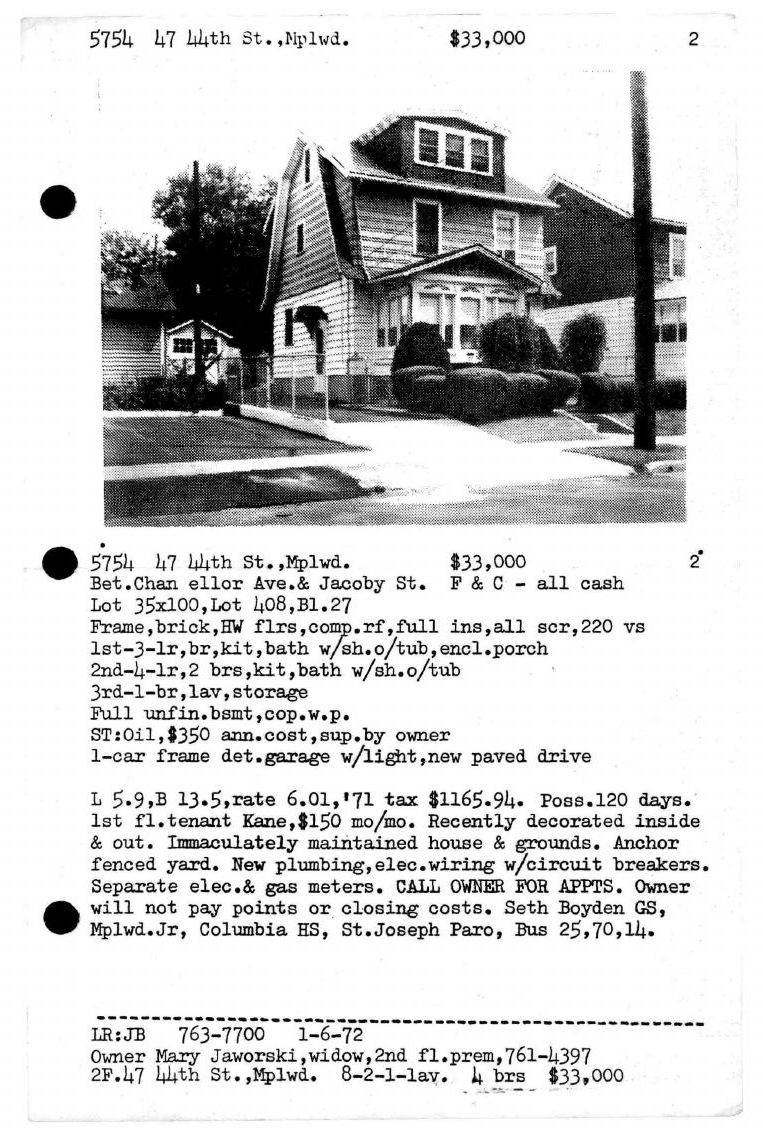 5754 47 44th St.,Mplwd. $33,000 2
5754 47 44th St.,Mplwd. $33,000 2
Bet.Chan ellor Ave.& Jacoby St. F & C - all cash
Lot 35x100,Lot 408,Bl.27
Frame,brick,HW flrs,comp.rf,full ins,all scr,220 vs
1st-3-lr,br,kit,bath w/sh.o/tub,encl.porch
2nd-4-lr,2 brs,kit,bath w/sh.o/tub
3rd-1-br,lav,storage
Full unfin.bsmt,cop.w.p.
ST:Oil,$350 ann.cost,sup.by owner
1-car frame det.garage w/light,new paved drive
L 5.9,B 13.5,rate 6.01,'71 tax $1165.94. Poss.120 days.
1st fl.tenant Kane,$150 mo/mo. Recently decorated inside
& out. Immaculately maintained house & grounds. Anchor
fenced yard. New plumbing,elec.wiring w/circuit breakers.
Separate elec.& gas meters. CALL OWNER FOR APPTS. Owner
will not pay points or closing costs. Seth Boyden GS,
Mplwd.Jr, Columbia HS, St.Joseph Paro, Bus 25,70,14.
LR:JB 763-7700 1-6-72
Owner Mary Jaworski,widow,2nd fl.prem,761-4397
2F.47 44th St.,Mplwd. 8-2-1-lav. 4 brs $33,000